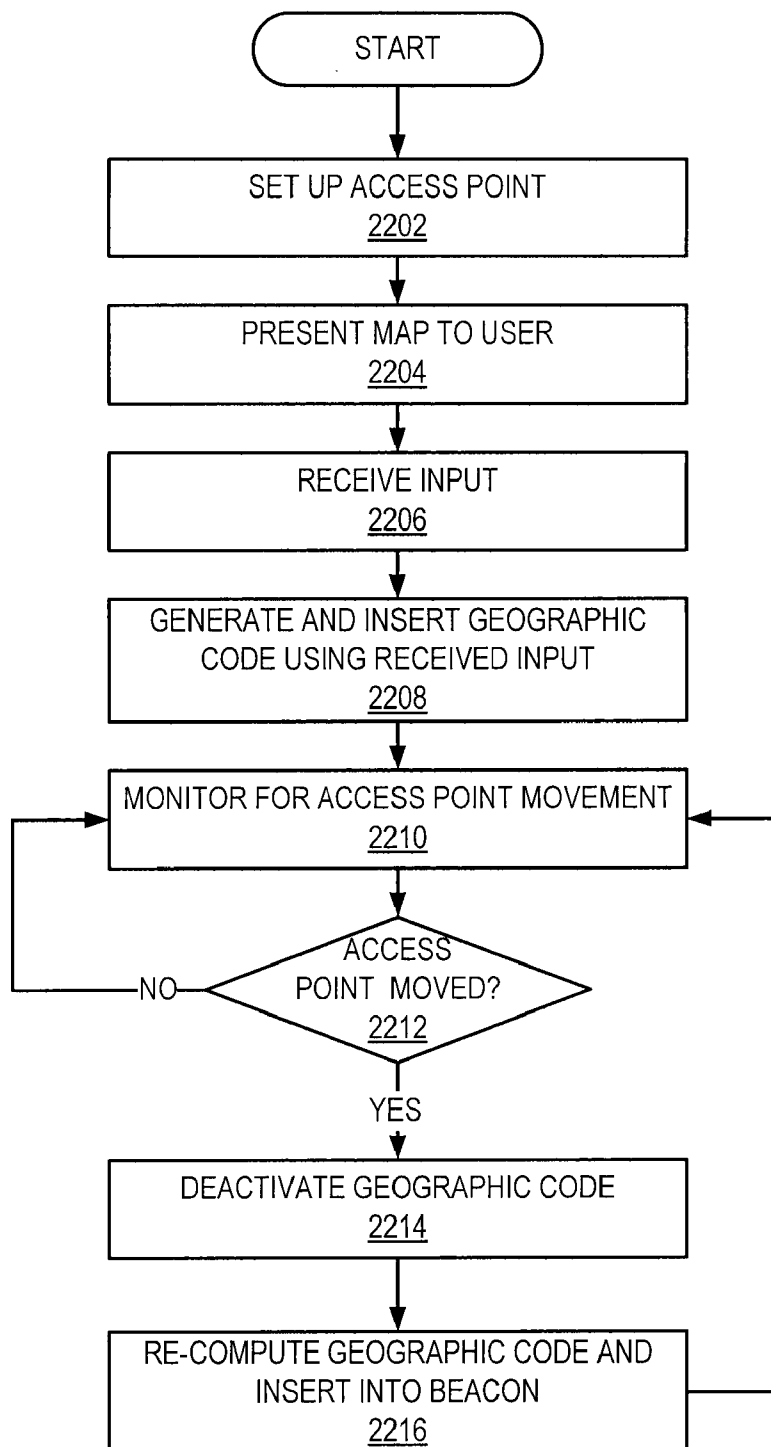 START
SET UP ACCESS POINT
2202
PRESENT MAP TO USER
2204
RECEIVE INPUT
2206
GENERATE AND INSERT GEOGRAPHIC
CODE USING RECEIVED INPUT
2208
MONITOR FOR ACCESS POINT MOVEMENT
2210
ACCESS
POINT MOVED?
2212
NO
YES
DEACTIVATE GEOGRAPHIC CODE
2214
RE-COMPUTE GEOGRAPHIC CODE AND
INSERT INTO BEACON
2216